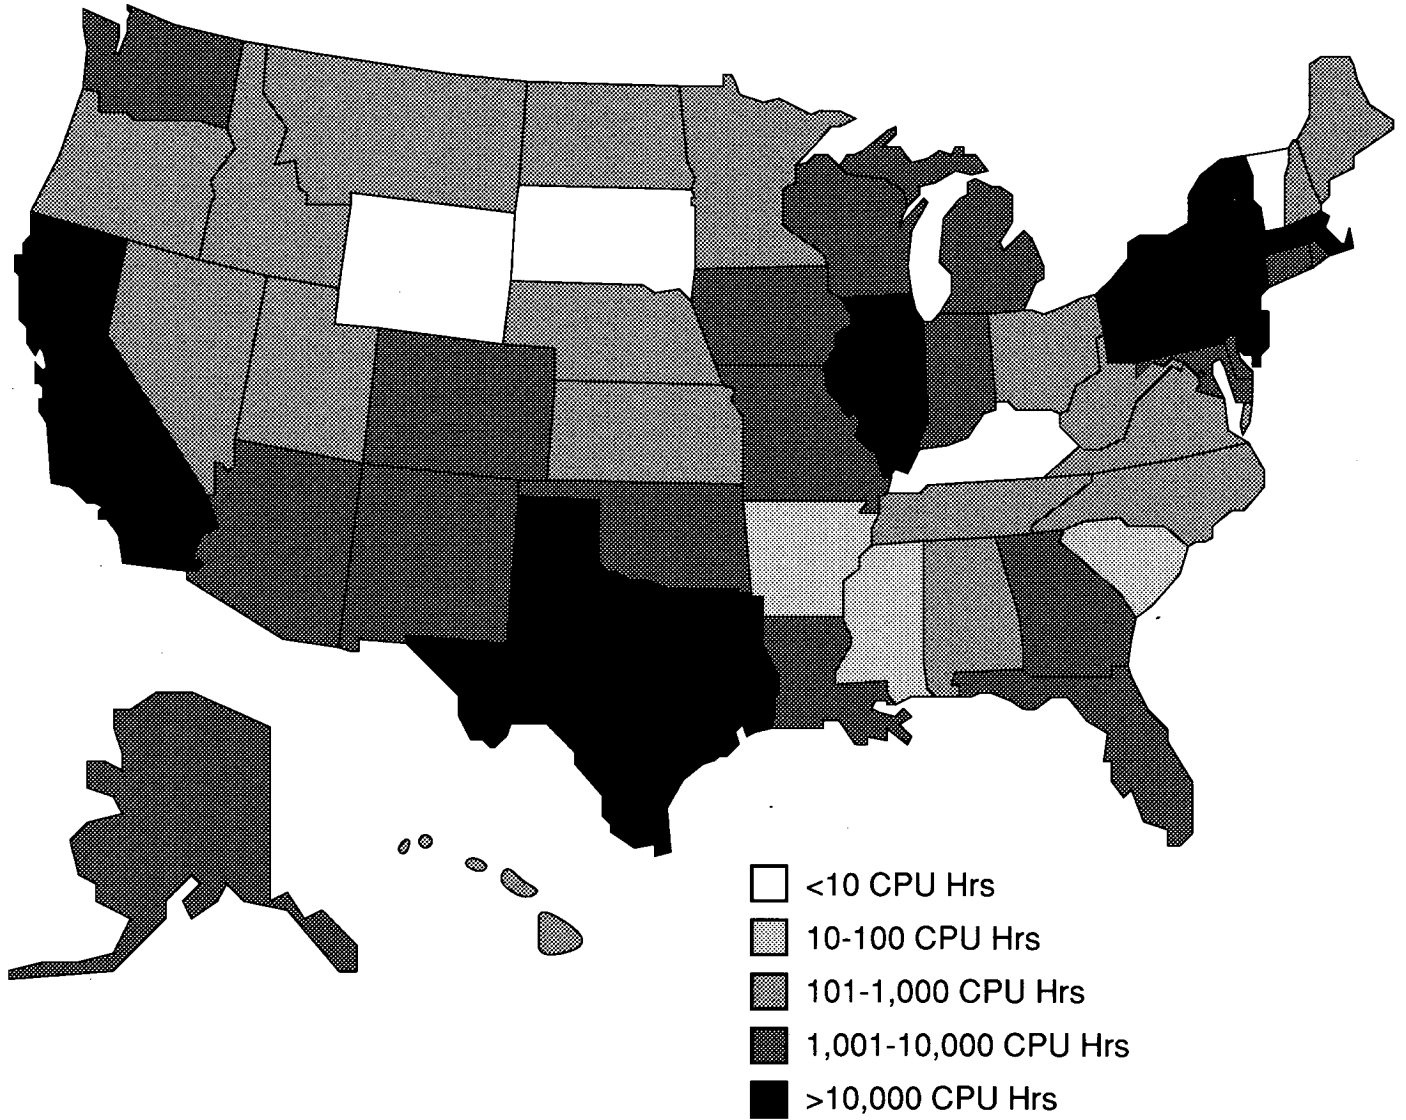 <10 CPU Hrs
10-100 CPU Hrs
101-1,000 CPU Hrs
1,001-10,000 CPU Hrs
>10,000 CPU Hrs